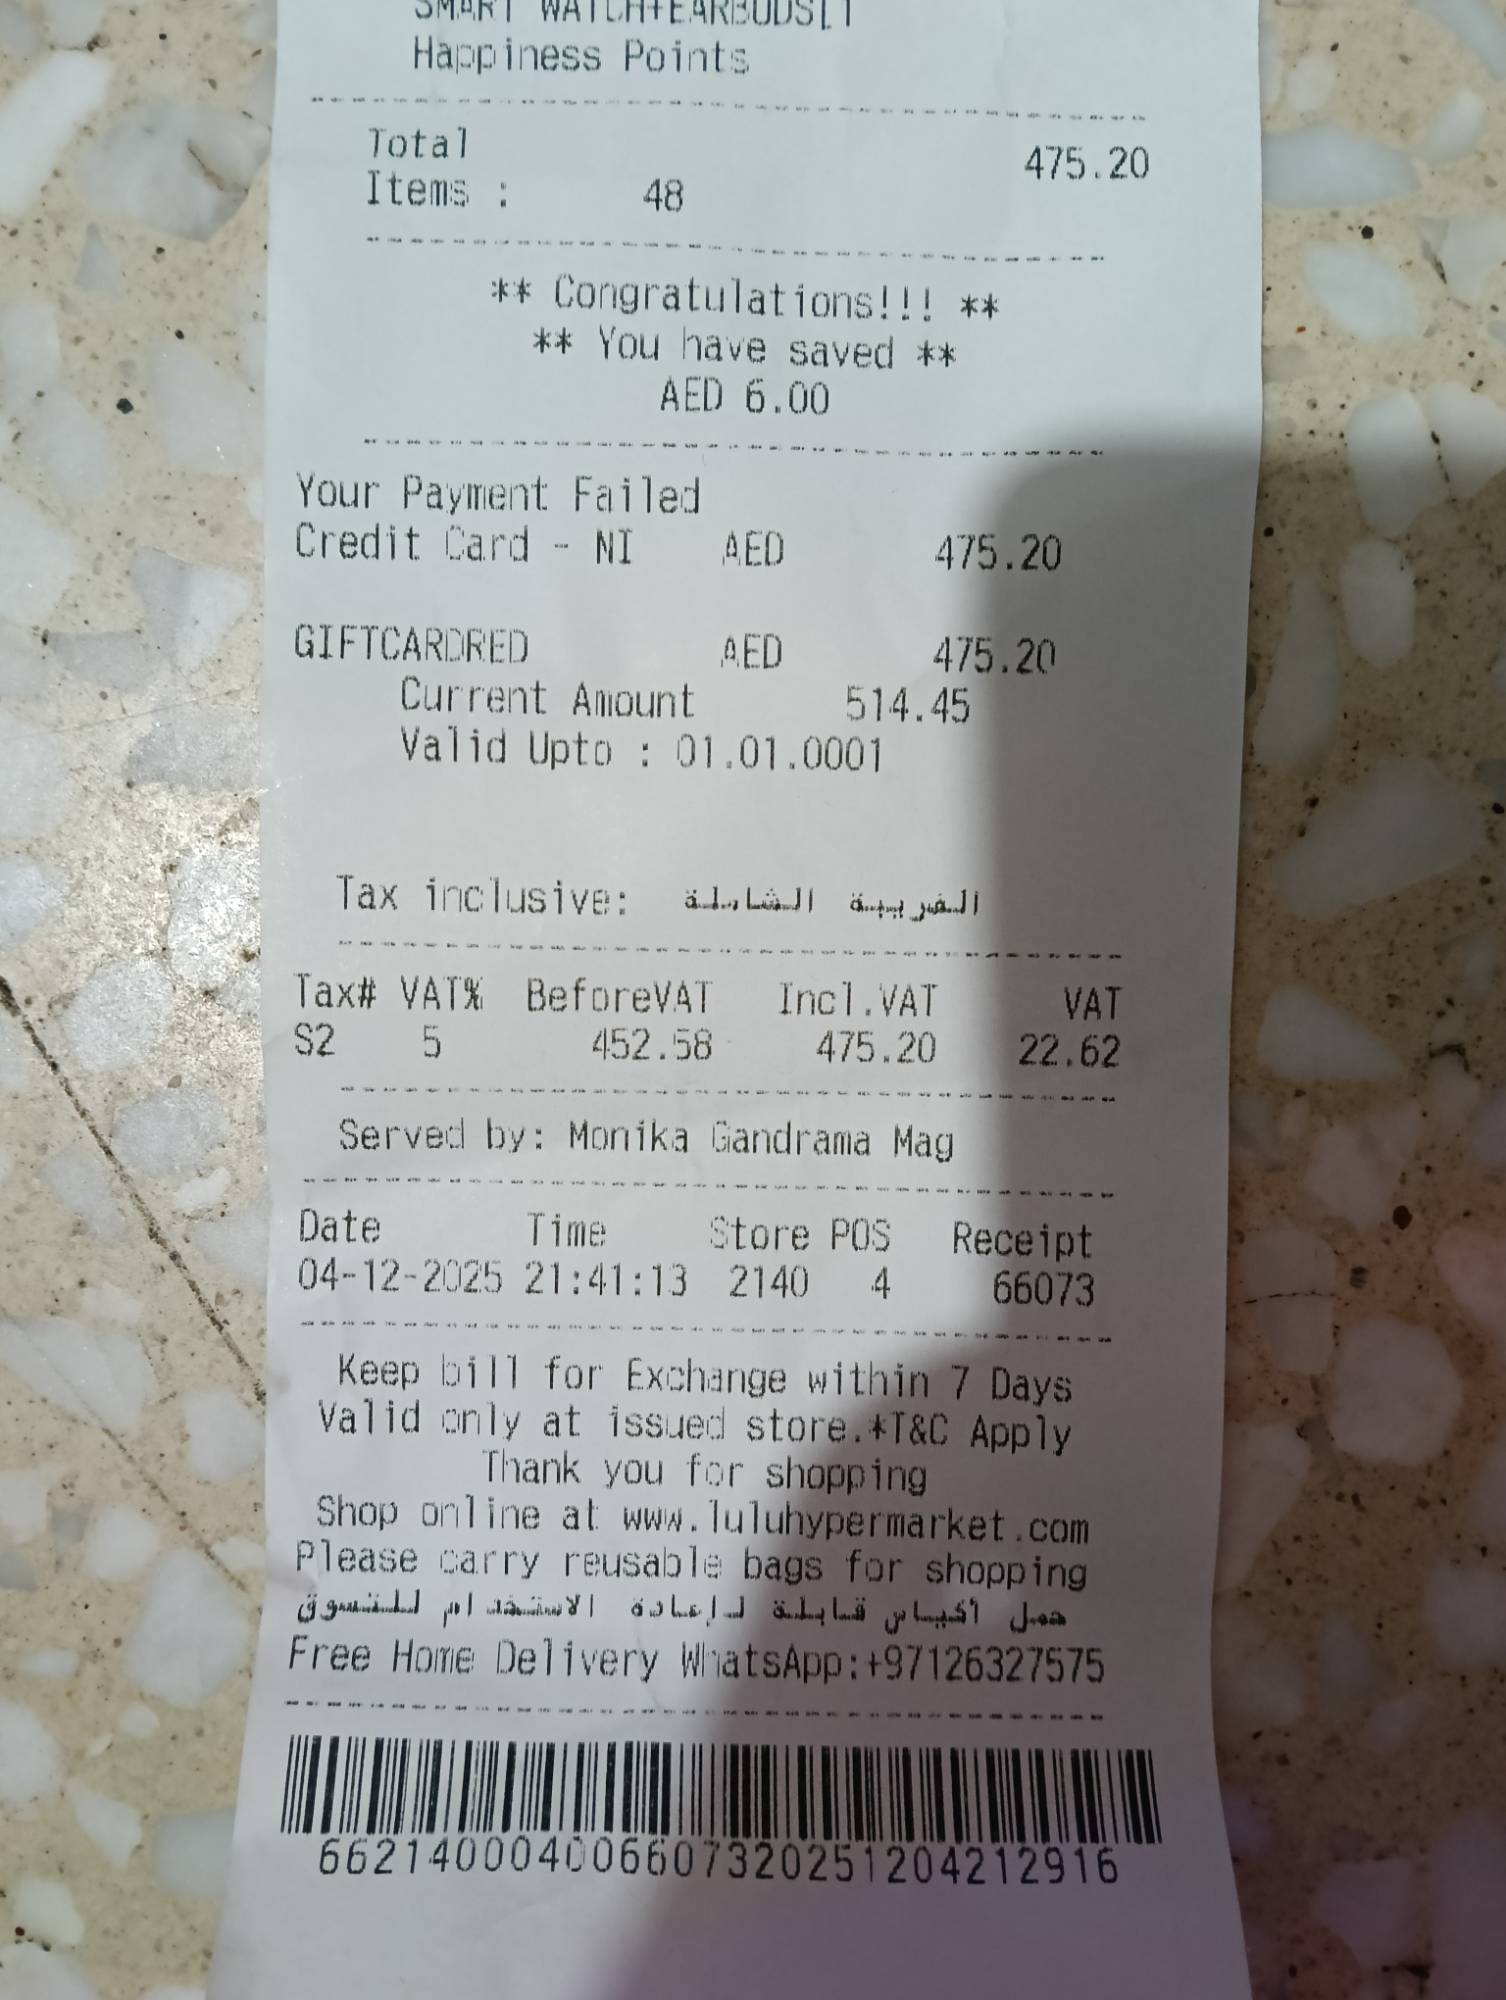 SMART WATCH+EARBUDS[1
Happiness Points
Total 475.20
Items : 48
** Congratulations!!! **
** You have saved **
AED 6.00
Your Payment Failed
Credit Card - NI AED 475.20
GIFTCARDRED AED 475.20
Current Amount 514.45
Valid Upto : 01.01.0001
Tax inclusive: الضريبة الشاملة
Tax# VAT% BeforeVAT Incl.VAT VAT
S2 5 452.58 475.20 22.62
Served by: Monika Gandrama Mag
Date Time Store POS Receipt
04-12-2025 21:41:13 2140 4 66073
Keep bill for Exchange within 7 Days
Valid only at issued store.*T&C Apply
Thank you for shopping
Shop online at www.luluhypermarket.com
Please carry reusable bags for shopping
حمل أكياس قابلة لإعادة الاستخدام للتسوق
Free Home Delivery WhatsApp:+97126327575
662140004006607320251204212916